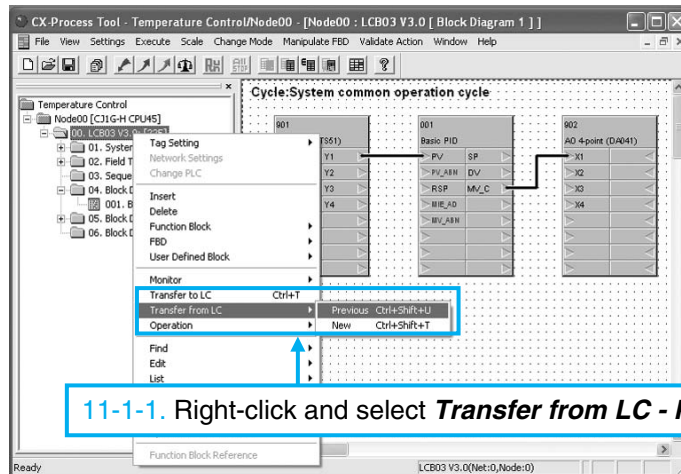 CX-Process Tool - Temperature Control/Node00 - [Node00 : LCB03 V3.0 [ Block Diagram 1 ] ]
File View Settings Execute Scale Change Mode Manipulate FBD Validate Action Window Help
Cycle:System common operation cycle
Temperature Control
Node00 [CJ1G-H CPU45]
00. LCB03 V3.0
01. System
02. Field T
03. Seque
04. Block D
001. B
05. Block D
06. Block D
Tag Setting
Network Settings
Change PLC
Insert
Delete
Function Block
FBD
User Defined Block
Monitor
Transfer to LC Ctrl+T
Transfer from LC
Operation
Find
Edit
List
Function Block Reference
Previous Ctrl+Shift+U
New Ctrl+Shift+T
901
TS51)
Y1
Y2
Y3
Y4
001
Basic PID
PV SP
PV_ABN DV
RSP MV_C
MIE_AD
MV_ABN
902
AO 4-point (DA041)
X1
X2
X3
X4
11-1-1. Right-click and select Transfer from LC -
Ready
LCB03 V3.0(Net:0,Node:0)